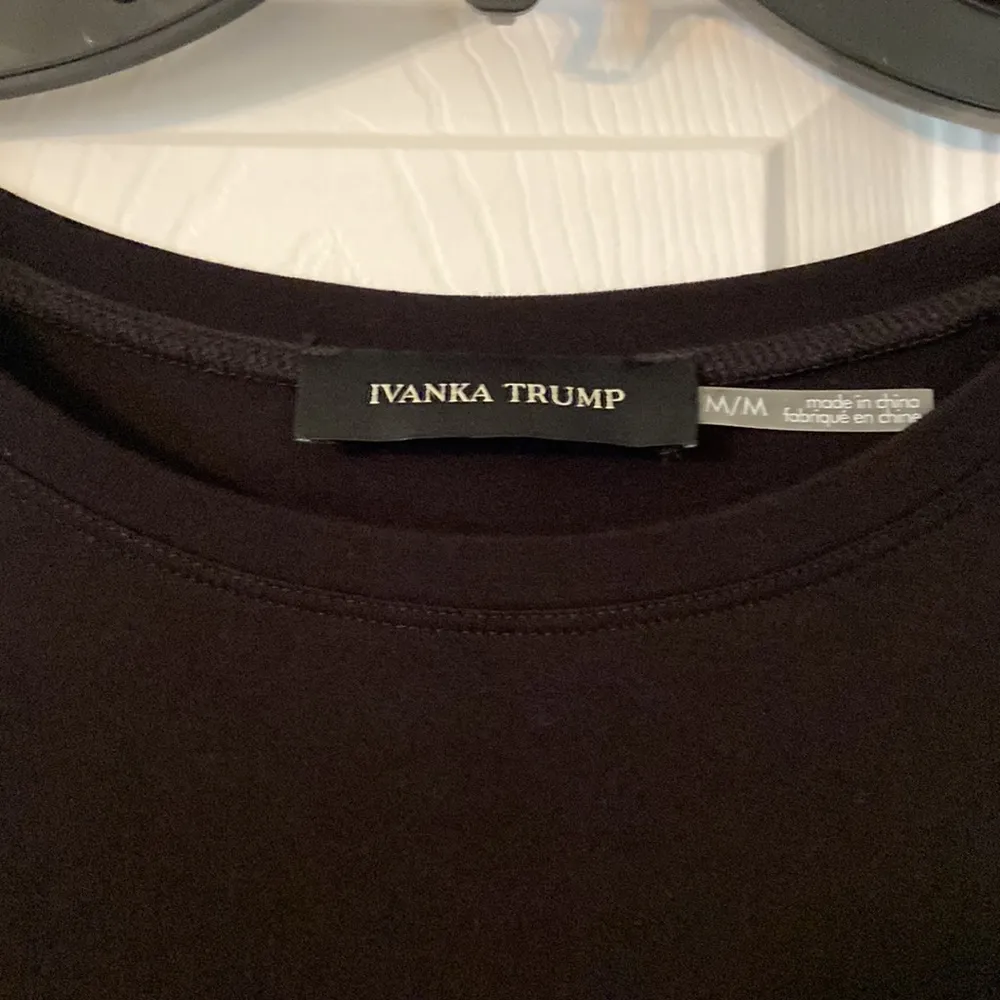 IVANKA TRUMP
M/M
made in china
fabriqué en chine